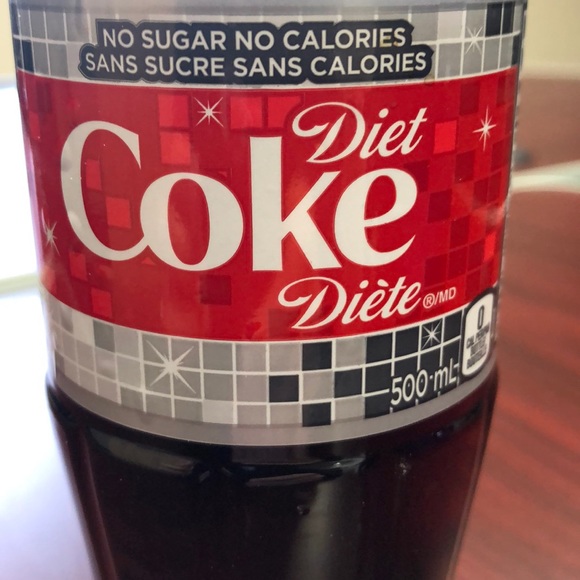 NO SUGAR NO CALORIES
SANS SUCRE SANS CALORIES
Diet
Coke
Diète ®/MD
500 mL
0